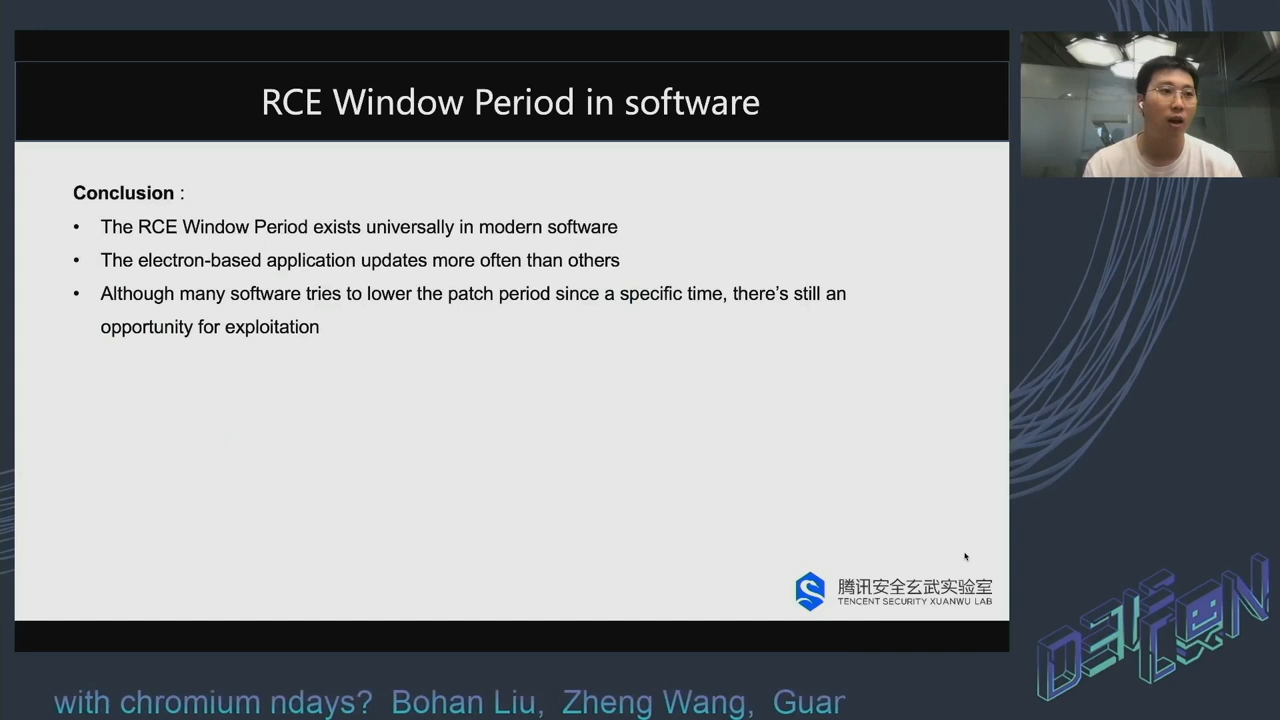 RCE Window Period in software
Conclusion :
• The RCE Window Period exists universally in modern software
• The electron-based application updates more often than others
• Although many software tries to lower the patch period since a specific time, there’s still an
opportunity for exploitation
腾讯安全玄武实验室
TENCENT SECURITY XUANWU LAB
DEFCON
with chromium ndays? Bohan Liu, Zheng Wang, Guar